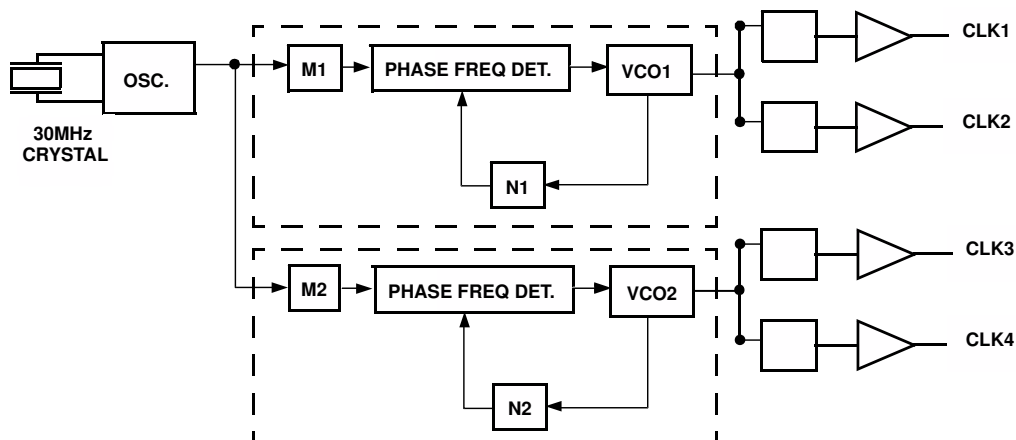 OSC.
30MHz
CRYSTAL
M1
PHASE FREQ DET.
VCO1
N1
CLK1
CLK2
M2
PHASE FREQ DET.
VCO2
N2
CLK3
CLK4